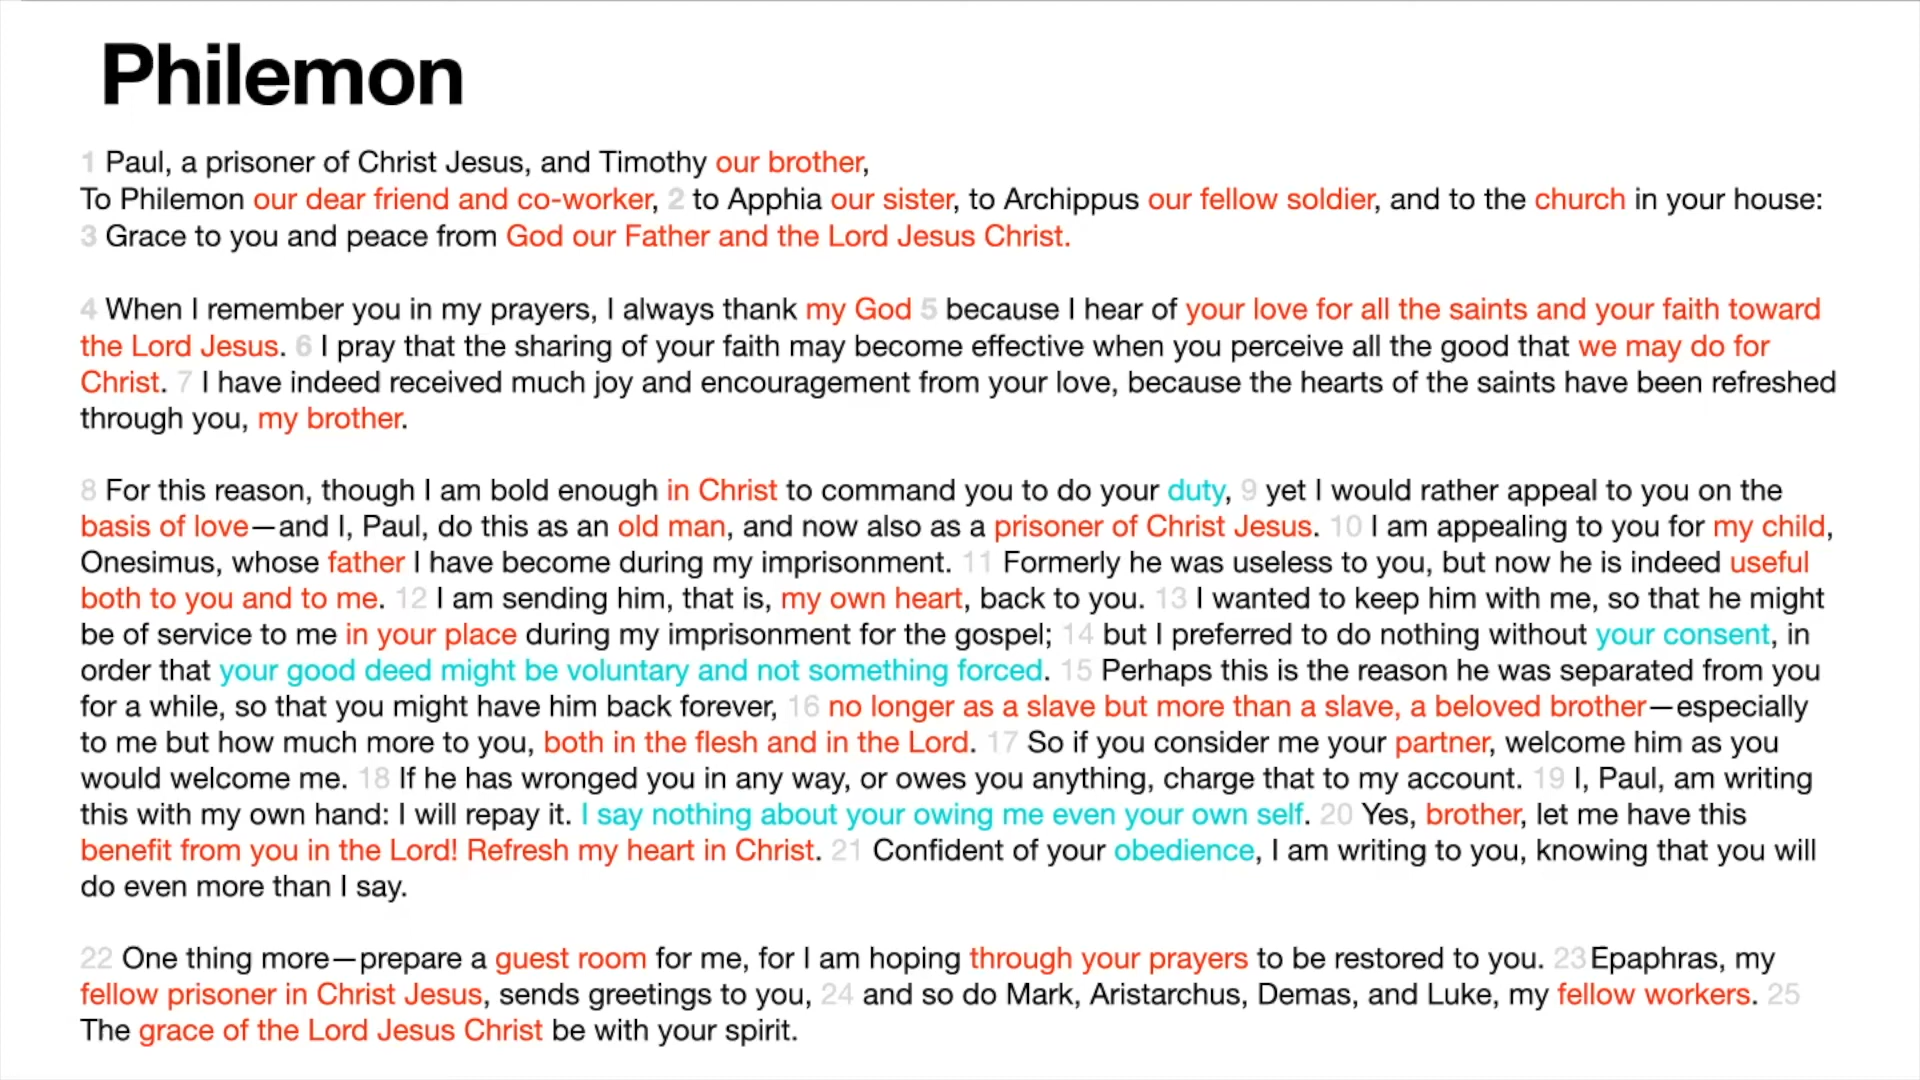 Philemon
1 Paul, a prisoner of Christ Jesus, and Timothy our brother,
To Philemon our dear friend and co-worker, 2 to Apphia our sister, to Archippus our fellow soldier, and to the church in your house:
3 Grace to you and peace from God our Father and the Lord Jesus Christ.
4 When I remember you in my prayers, I always thank my God 5 because I hear of your love for all the saints and your faith toward
the Lord Jesus. 6 I pray that the sharing of your faith may become effective when you perceive all the good that we may do for
Christ. 7 I have indeed received much joy and encouragement from your love, because the hearts of the saints have been refreshed
through you, my brother.
8 For this reason, though I am bold enough in Christ to command you to do your duty, 9 yet I would rather appeal to you on the
basis of love—and I, Paul, do this as an old man, and now also as a prisoner of Christ Jesus. 10 I am appealing to you for my child,
Onesimus, whose father I have become during my imprisonment. 11 Formerly he was useless to you, but now he is indeed useful
both to you and to me. 12 I am sending him, that is, my own heart, back to you. 13 I wanted to keep him with me, so that he might
be of service to me in your place during my imprisonment for the gospel; 14 but I preferred to do nothing without your consent, in
order that your good deed might be voluntary and not something forced. 15 Perhaps this is the reason he was separated from you
for a while, so that you might have him back forever, 16 no longer as a slave but more than a slave, a beloved brother—especially
to me but how much more to you, both in the flesh and in the Lord. 17 So if you consider me your partner, welcome him as you
would welcome me. 18 If he has wronged you in any way, or owes you anything, charge that to my account. 19 I, Paul, am writing
this with my own hand: I will repay it. I say nothing about your owing me even your own self. 20 Yes, brother, let me have this
benefit from you in the Lord! Refresh my heart in Christ. 21 Confident of your obedience, I am writing to you, knowing that you will
do even more than I say.
22 One thing more—prepare a guest room for me, for I am hoping through your prayers to be restored to you. 23 Epaphras, my
fellow prisoner in Christ Jesus, sends greetings to you, 24 and so do Mark, Aristarchus, Demas, and Luke, my fellow workers. 25
The grace of the Lord Jesus Christ be with your spirit.